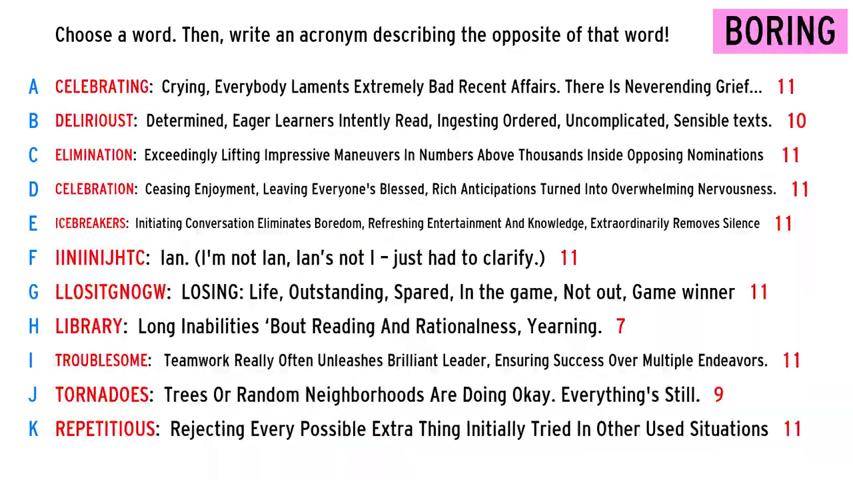 Choose a word. Then, write an acronym describing the opposite of that word!
BORING
A CELEBRATING: Crying, Everybody Laments Extremely Bad Recent Affairs. There Is Neverending Grief... 11
B DELIRIOUST: Determined, Eager Learners Intently Read, Ingesting Ordered, Uncomplicated, Sensible texts. 10
C ELIMINATION: Exceedingly Lifting Impressive Maneuvers In Numbers Above Thousands Inside Opposing Nominations 11
D CELEBRATION: Ceasing Enjoyment, Leaving Everyone's Blessed, Rich Anticipations Turned Into Overwhelming Nervousness. 11
E ICEBREAKERS: Initiating Conversation Eliminates Boredom, Refreshing Entertainment And Knowledge, Extraordinarily Removes Silence 11
F IINIINIJHTC: Ian. (I'm not Ian, Ian's not I – just had to clarify.) 11
G LLOSITGNOGW: LOSING: Life, Outstanding, Spared, In the game, Not out, Game winner 11
H LIBRARY: Long Inabilities ‘Bout Reading And Rationalness, Yearning. 7
I TROUBLESOME: Teamwork Really Often Unleashes Brilliant Leader, Ensuring Success Over Multiple Endeavors. 11
J TORNADOES: Trees Or Random Neighborhoods Are Doing Okay. Everything's Still. 9
K REPETITIOUS: Rejecting Every Possible Extra Thing Initially Tried In Other Used Situations 11